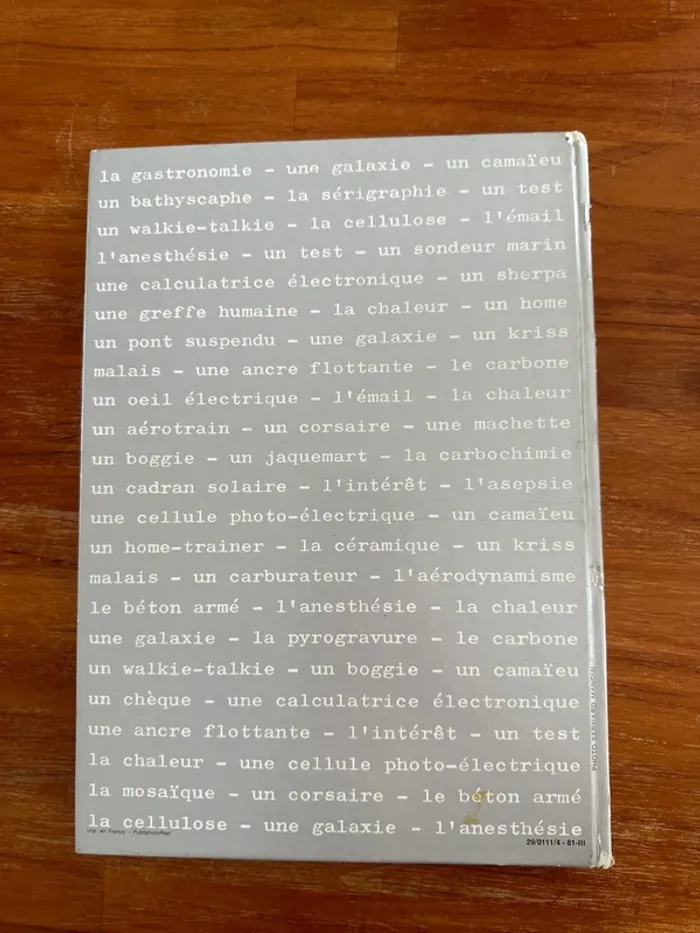 la gastronomie - une galaxie - un camaïeu
un bathyscaphe - la sérigraphie - un test
un walkie-talkie - la cellulose - l'émail
l'anesthésie - un test - un sondeur marin
une calculatrice électronique - un sherpa
une greffe humaine - la chaleur - un home
un pont suspendu - une galaxie - un kriss
malais - une ancre flottante - le carbone
un oeil électrique - l'émail - la chaleur
un aérotrain - un corsaire - une machette
un boggie - un jaquemart - la carbochimie
un cadran solaire - l'intérêt - l'asepsie
une cellule photo-électrique - un camaïeu
un home-trainer - la céramique - un kriss
malais - un carburateur - l'aérodynamisme
le béton armé - l'anesthésie - la chaleur
une galaxie - la pyrogravure - le carbone
un walkie-talkie - un boggie - un camaïeu
un chèque - une calculatrice électronique
une ancre flottante - l'intérêt - un test
la chaleur - une cellule photo-électrique
la mosaïque - un corsaire - le béton armé
la cellulose - une galaxie - l'anesthésie
Imp. en France -
29/0111/4 - 81-III
PHOTO BERNARD